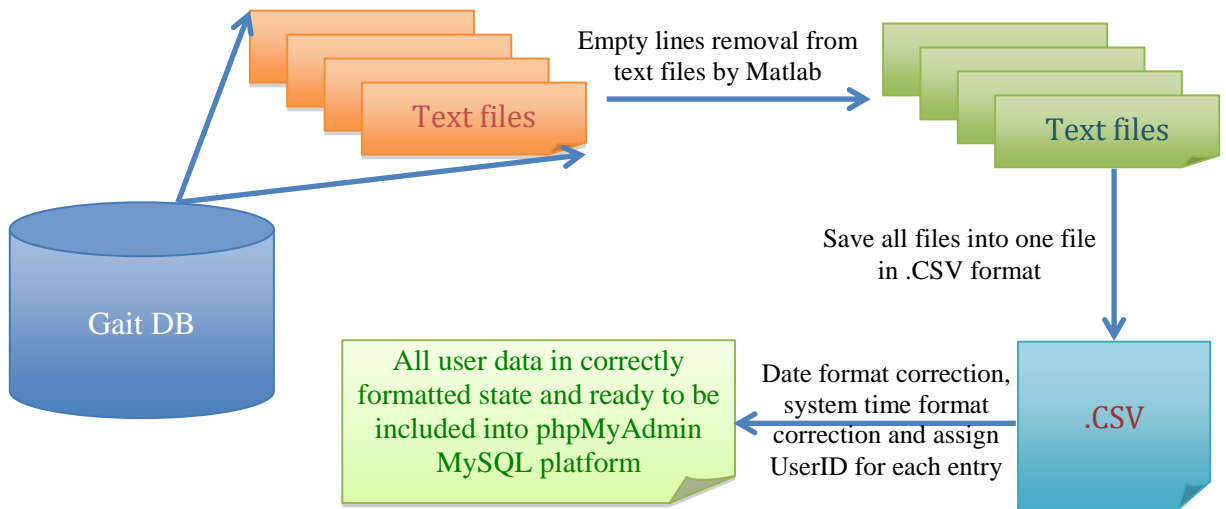 Text files
Empty lines removal from
text files by Matlab
Text files
Save all files into one file
in .CSV format
Gait DB
All user data in correctly
formatted state and ready to be
included into phpMyAdmin
MySQL platform
Date format correction,
system time format
correction and assign
UserID for each entry
.CSV